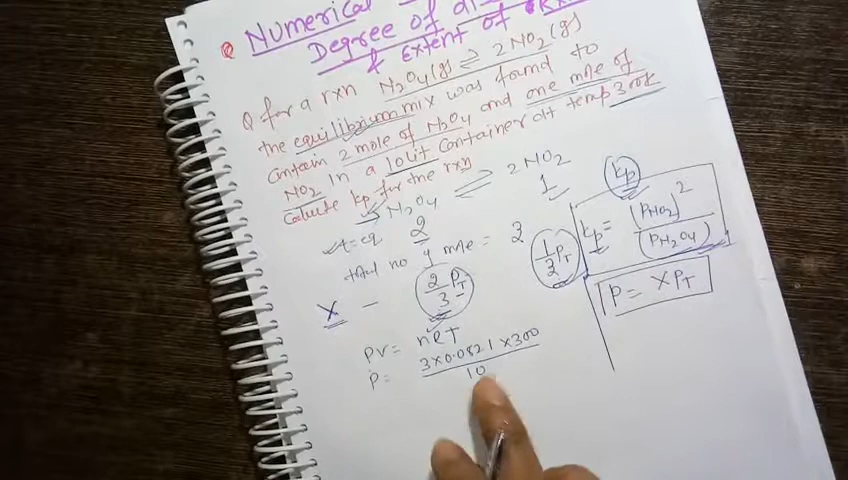 Q Numerical
Degree of
& Extent of Rxn
Q for a rxn N₂O₄(g) ⇌ 2NO₂(g)
the equilibrium mix was found to
contain 2 mole of N₂O₄ and one mole of
NO₂ in a 10 lit container at temp 300K
Calculate kp for the rxn
N₂O₄ ⇌ 2NO₂
At eq 2 1
total no of mole = 3
X - 2/3 PT 1/3 PT
PV = nRT
P = 3×0.0821×300 / 10
kp
kp = (PNO₂)² / (PN₂O₄)
P = XPT